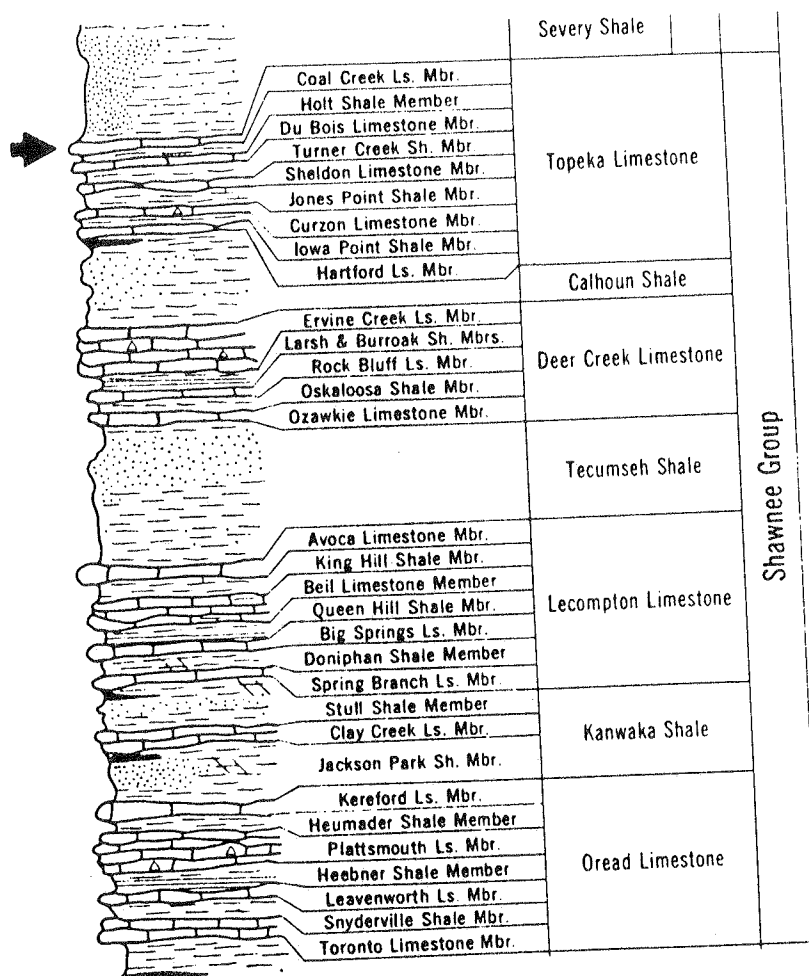 Severy Shale
Coal Creek Ls. Mbr.
Holt Shale Member
Du Bois Limestone Mbr.
Turner Creek Sh. Mbr.
Sheldon Limestone Mbr.
Jones Point Shale Mbr.
Curzon Limestone Mbr.
Iowa Point Shale Mbr.
Hartford Ls. Mbr.
Topeka Limestone
Calhoun Shale
Ervine Creek Ls. Mbr.
Larsh & Burroak Sh. Mbrs.
Rock Bluff Ls. Mbr.
Oskaloosa Shale Mbr.
Ozawkie Limestone Mbr.
Deer Creek Limestone
Tecumseh Shale
Avoca Limestone Mbr.
King Hill Shale Mbr.
Beil Limestone Member
Queen Hill Shale Mbr.
Big Springs Ls. Mbr.
Doniphan Shale Member
Spring Branch Ls. Mbr.
Lecompton Limestone
Stull Shale Member
Clay Creek Ls. Mbr.
Jackson Park Sh. Mbr.
Kanwaka Shale
Kereford Ls. Mbr.
Heumader Shale Member
Plattsmouth Ls. Mbr.
Heebner Shale Member
Leavenworth Ls. Mbr.
Snyderville Shale Mbr.
Toronto Limestone Mbr.
Oread Limestone
Shawnee Group